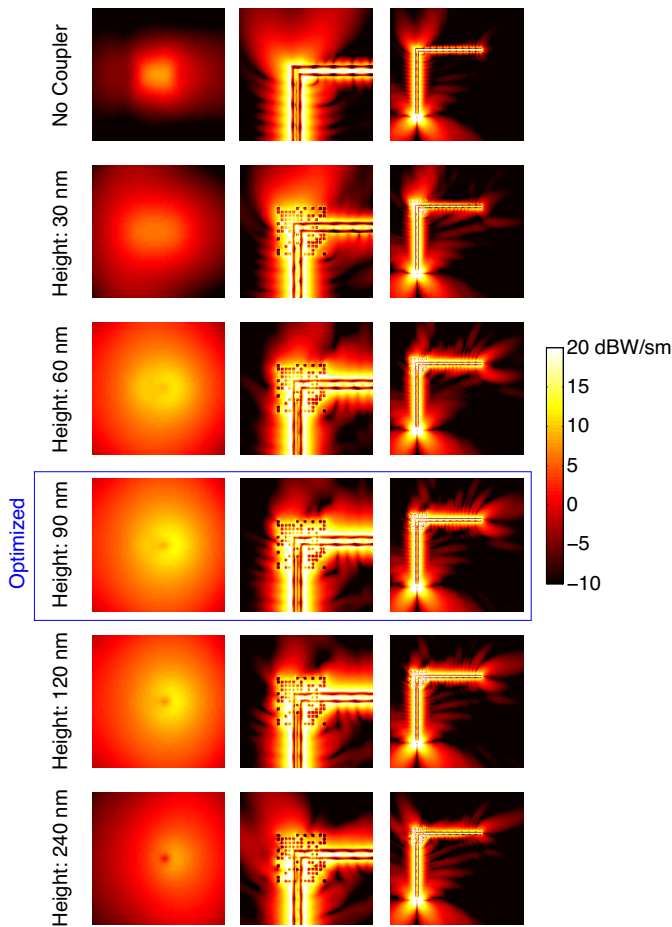 No Coupler
Height: 30 nm
Height: 60 nm
Optimized
Height: 90 nm
Height: 120 nm
Height: 240 nm
20 dBW/sm
15
10
5
0
−5
−10